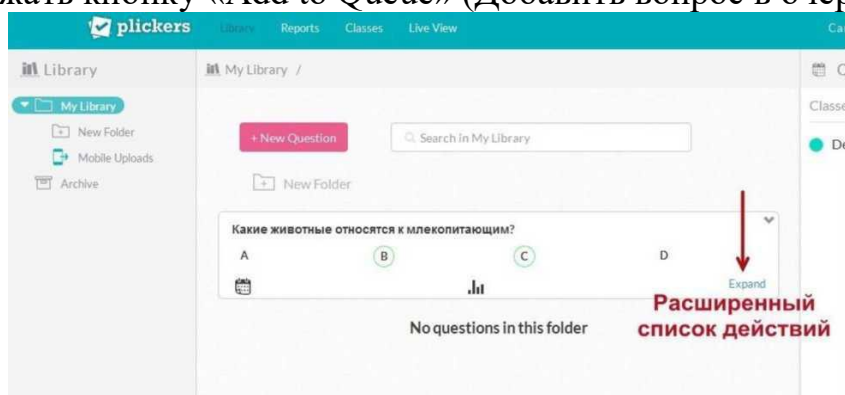 жать кнопку «Add to Queue» (Добавить вопрос в очер
plickers Library Reports Classes Live View
Library
My Library /
My Library
New Folder
Mobile Uploads
Archive
+ New Question
Search in My Library
New Folder
Какие животные относятся к млекопитающим?
A B C D
Expand
No questions in this folder
Расширенный
список действий
Classe
De